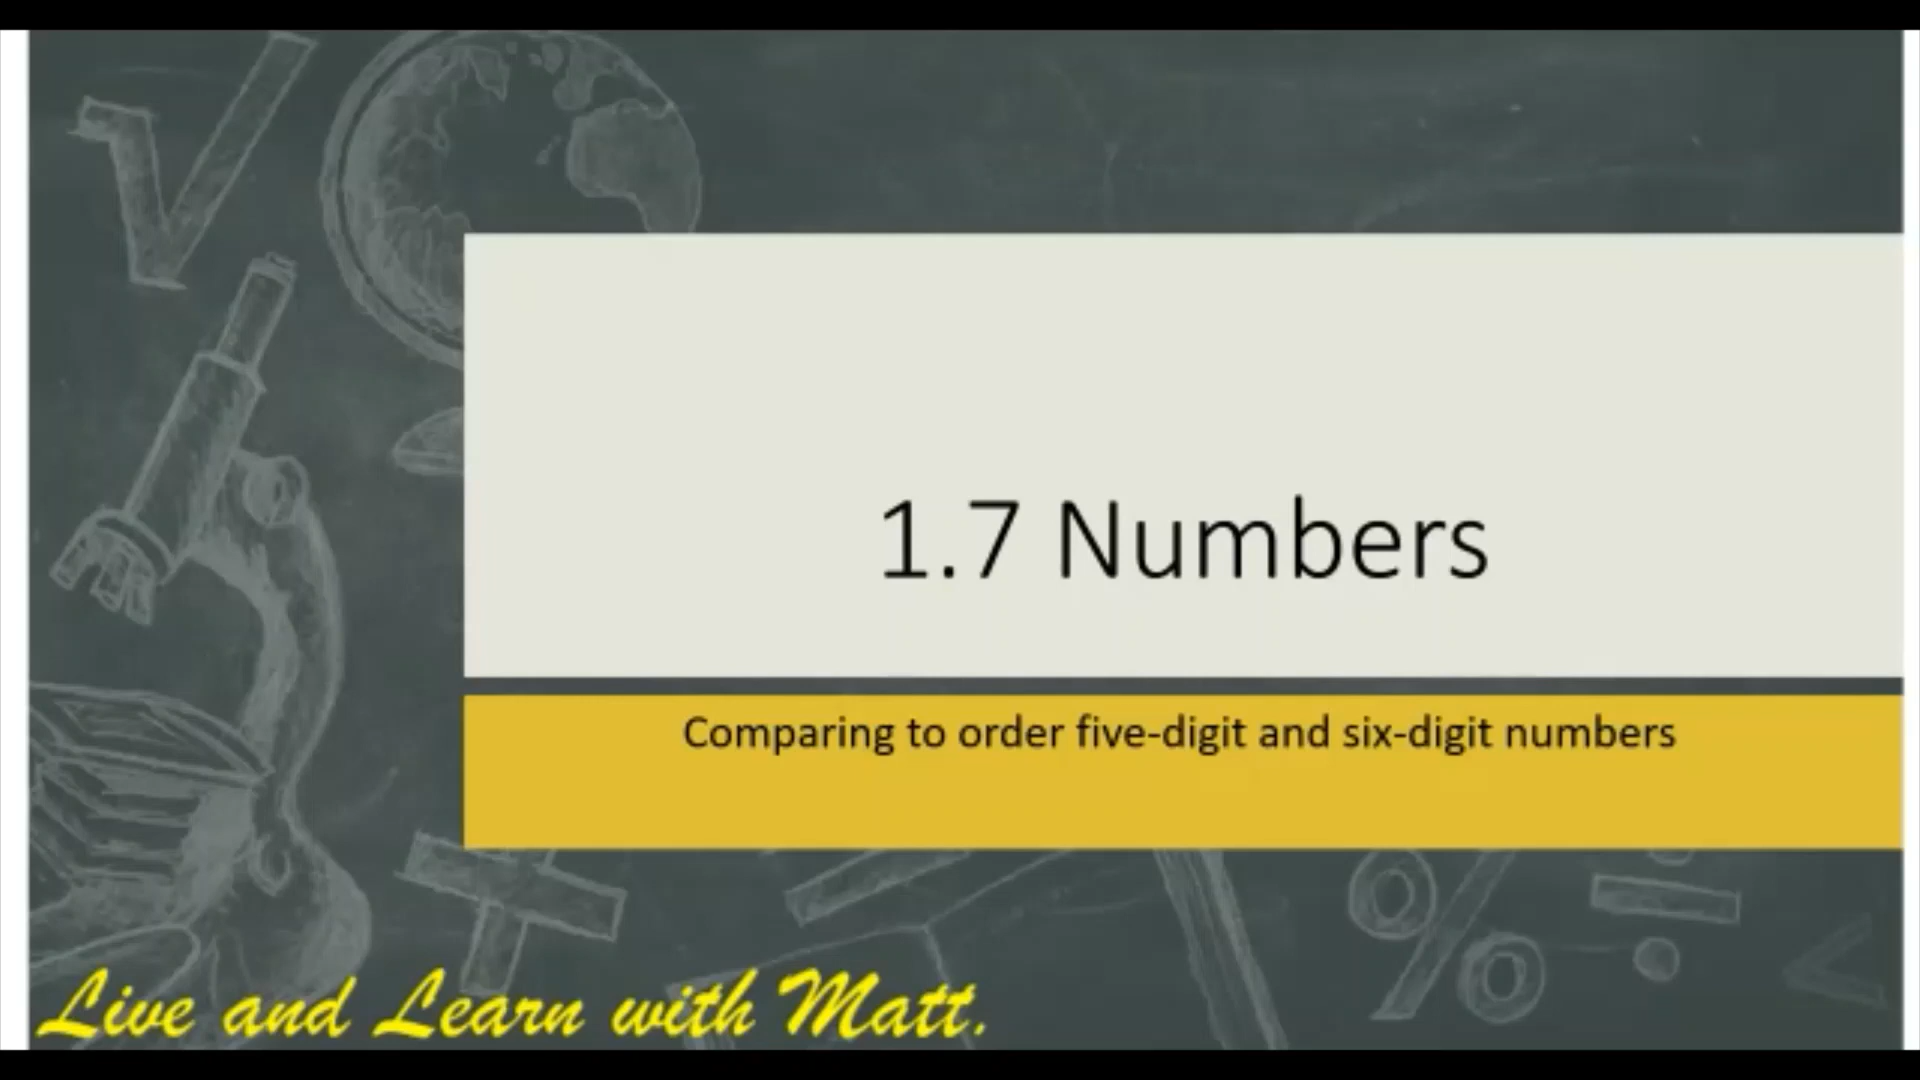 1.7 Numbers
Comparing to order five-digit and six-digit numbers
Live and Learn with Matt.